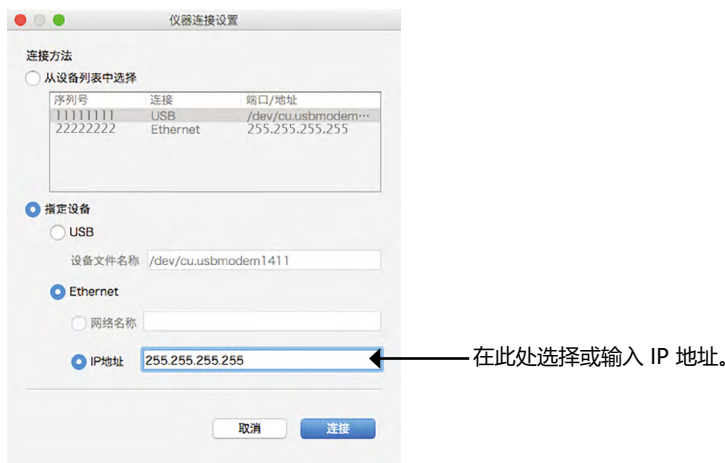 仪器连接设置
连接方法
从设备列表中选择
序列号 连接 端口/地址
11111111 USB /dev/cu.usbmodem···
22222222 Ethernet 255.255.255.255
指定设备
USB
设备文件名称 /dev/cu.usbmodem1411
Ethernet
网络名称
IP地址 255.255.255.255 在此处选择或输入 IP 地址。
取消 连接